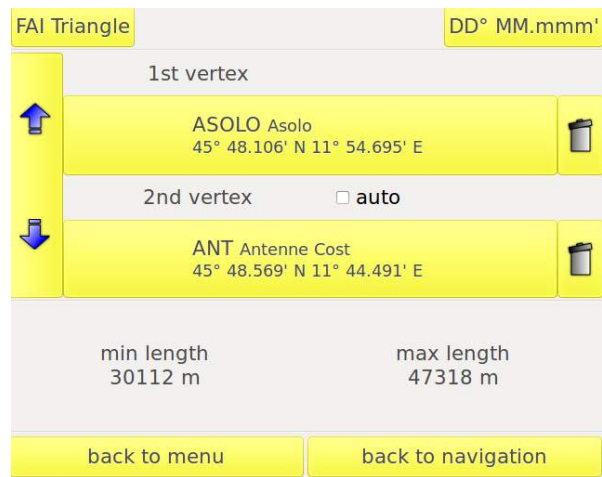 FAI Triangle
DD° MM.mmm'
1st vertex
ASOLO Asolo
45° 48.106' N 11° 54.695' E
2nd vertex
auto
ANT Antenne Cost
45° 48.569' N 11° 44.491' E
min length
30112 m
max length
47318 m
back to menu
back to navigation